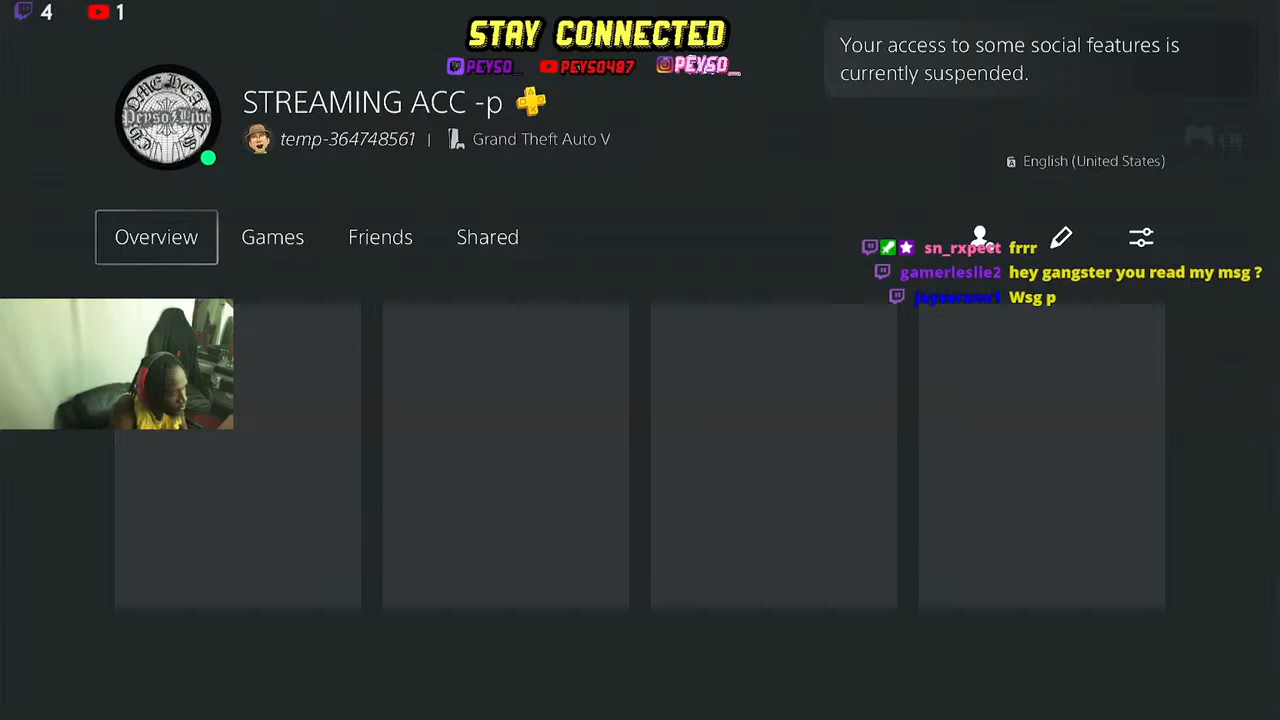 4 1
STAY CONNECTED
PEYSO_ PEYSO407 PEYSO_
Your access to some social features is
currently suspended.
STREAMING ACC -p
temp-364748561 | Grand Theft Auto V
English (United States)
Overview Games Friends Shared
sn_rxpect frrr
gamerleslie2 hey gangster you read my msg ?
Wsg p